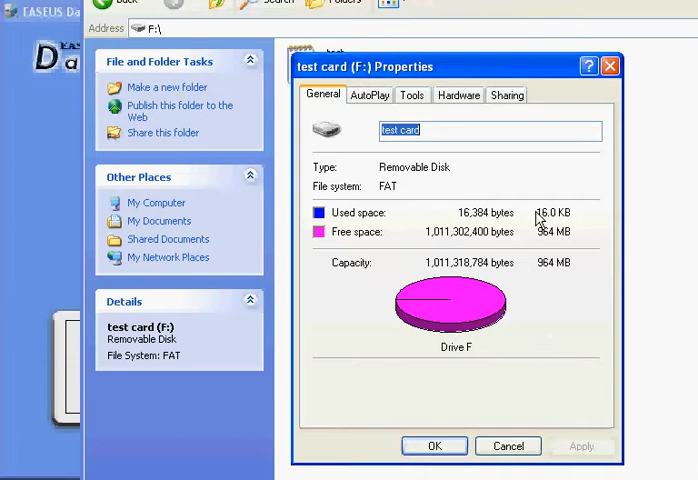 EASEUS Da
Back
Search
Folders
Address
F:\
EAS
Da
File and Folder Tasks
Make a new folder
Publish this folder to the
Web
Share this folder
Other Places
My Computer
My Documents
Shared Documents
My Network Places
Details
test card (F:)
Removable Disk
File System: FAT
test
test card (F:) Properties
General
AutoPlay
Tools
Hardware
Sharing
test card
Type: Removable Disk
File system: FAT
Used space: 16,384 bytes 16.0 KB
Free space: 1,011,302,400 bytes 964 MB
Capacity: 1,011,318,784 bytes 964 MB
Drive F
OK
Cancel
Apply